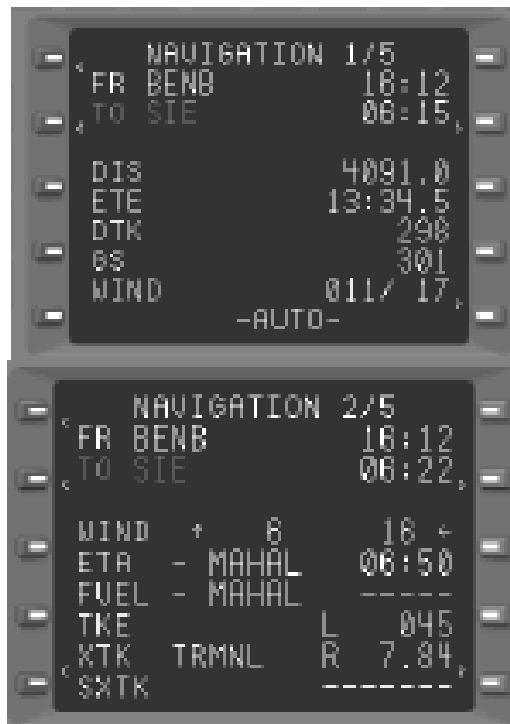 NAVIGATION 1/5
FR BENB 16:12
TO SIE 06:15
DIS 4091.0
ETE 13:34.5
DTK 298
GS 301
WIND 011/ 17
-AUTO-
NAVIGATION 2/5
FR BENB 16:12
TO SIE 06:22
WIND ↑ 6 16 ←
ETA - MAHAL 06:50
FUEL - MAHAL -----
TKE L 045
XTK TRMNL R 7.84
SXTK -------